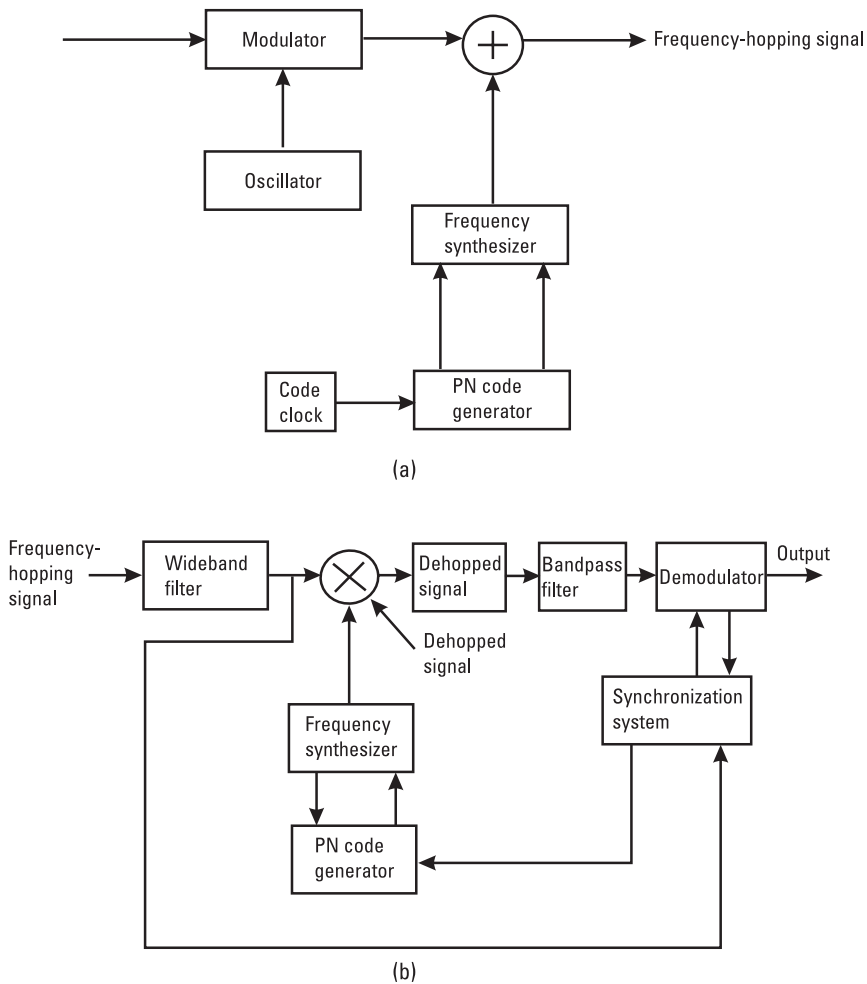 Modulator
Frequency-hopping signal
Oscillator
Frequency
synthesizer
Code
clock
PN code
generator
(a)
Frequency-
hopping
signal
Wideband
filter
Dehopped
signal
Bandpass
filter
Demodulator
Output
Dehopped
signal
Frequency
synthesizer
Synchronization
system
PN code
generator
(b)